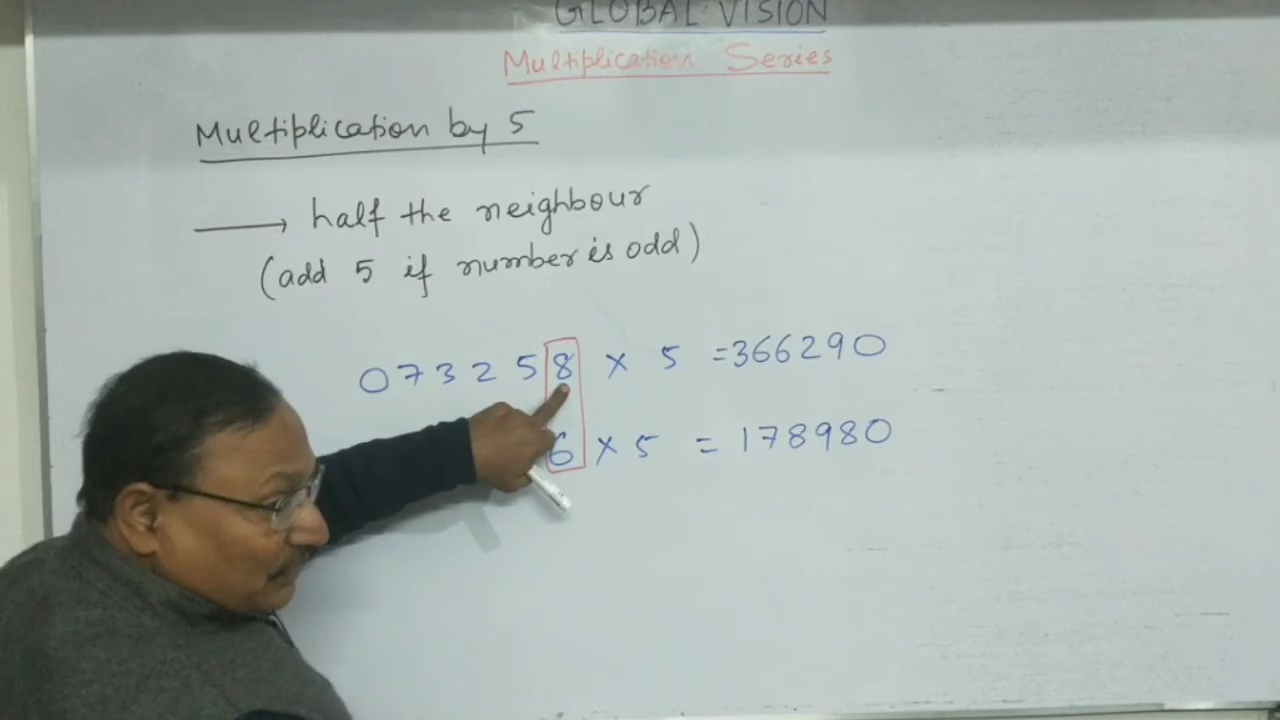 GLOBAL VISION
Multiplication Series
Multiplication by 5
→ half the neighbour
(add 5 if number is odd)
073258 × 5 =366290
6 × 5 = 178980